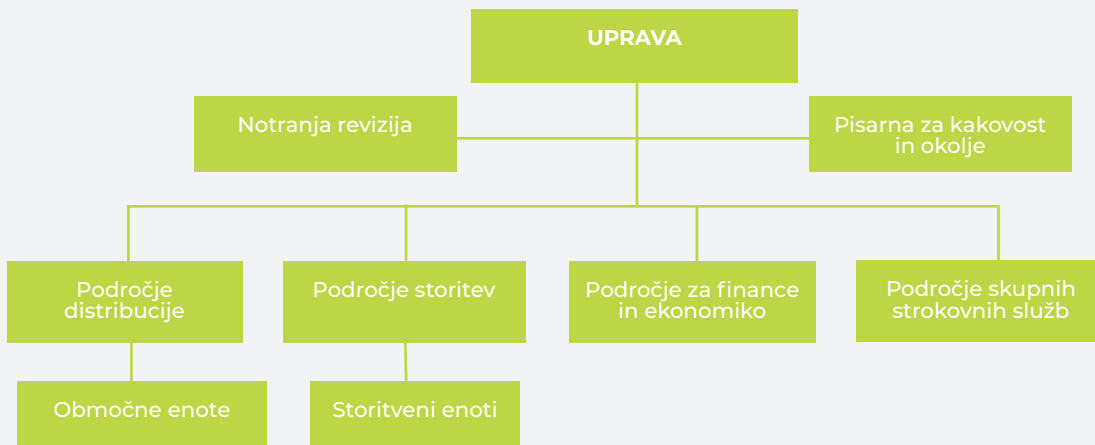 UPRAVA
Notranja revizija
Pisarna za kakovost
in okolje
Področje
distribucije
Področje storitev
Področje za finance
in ekonomiko
Področje skupnih
strokovnih služb
Območne enote
Storitveni enoti